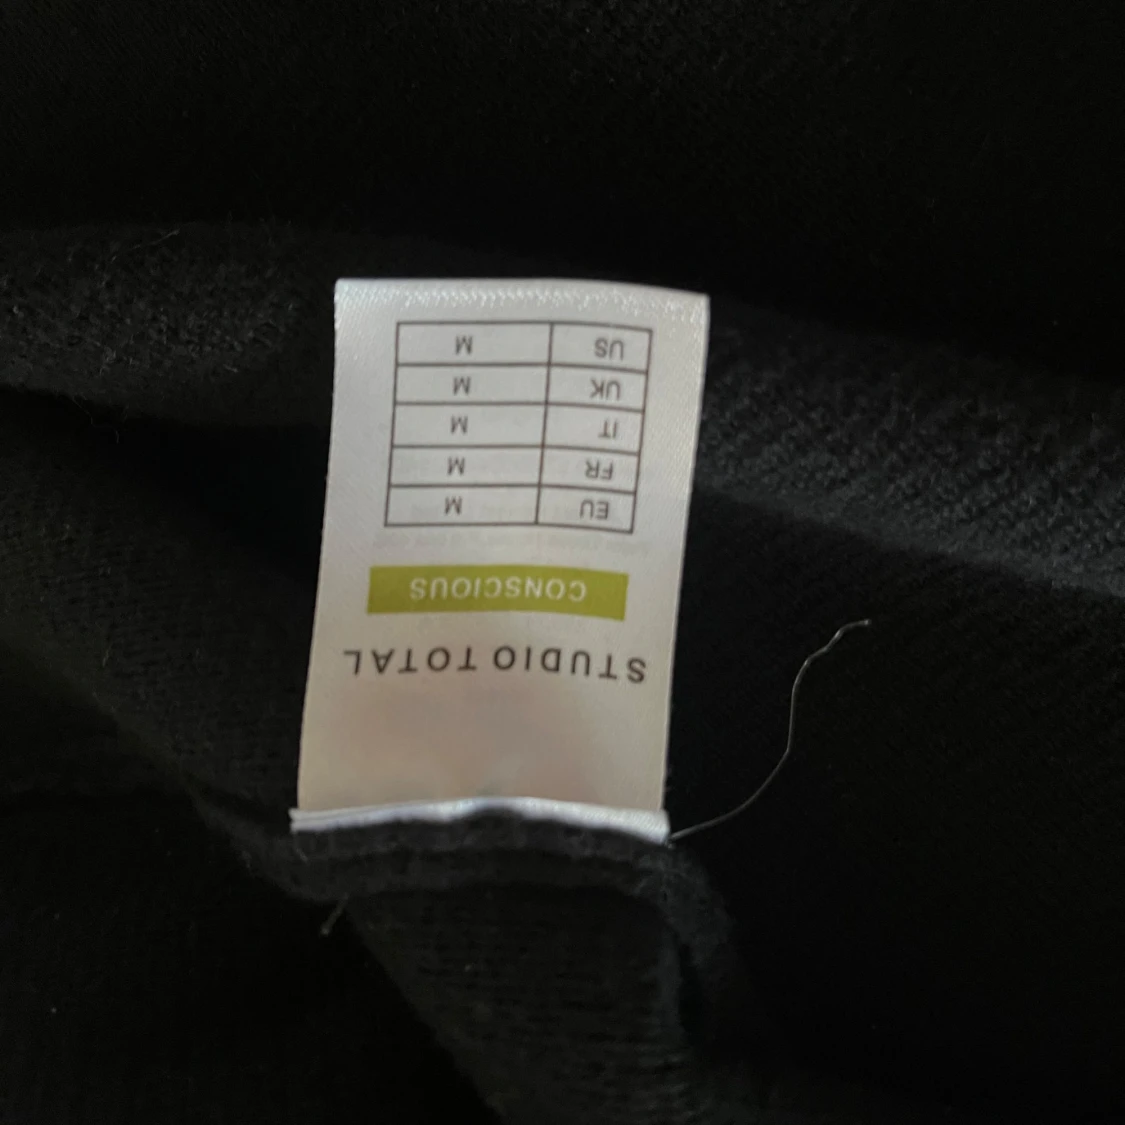 STUDIO TOTAL
CONSCIOUS
EU M
FR M
IT M
UK M
US M